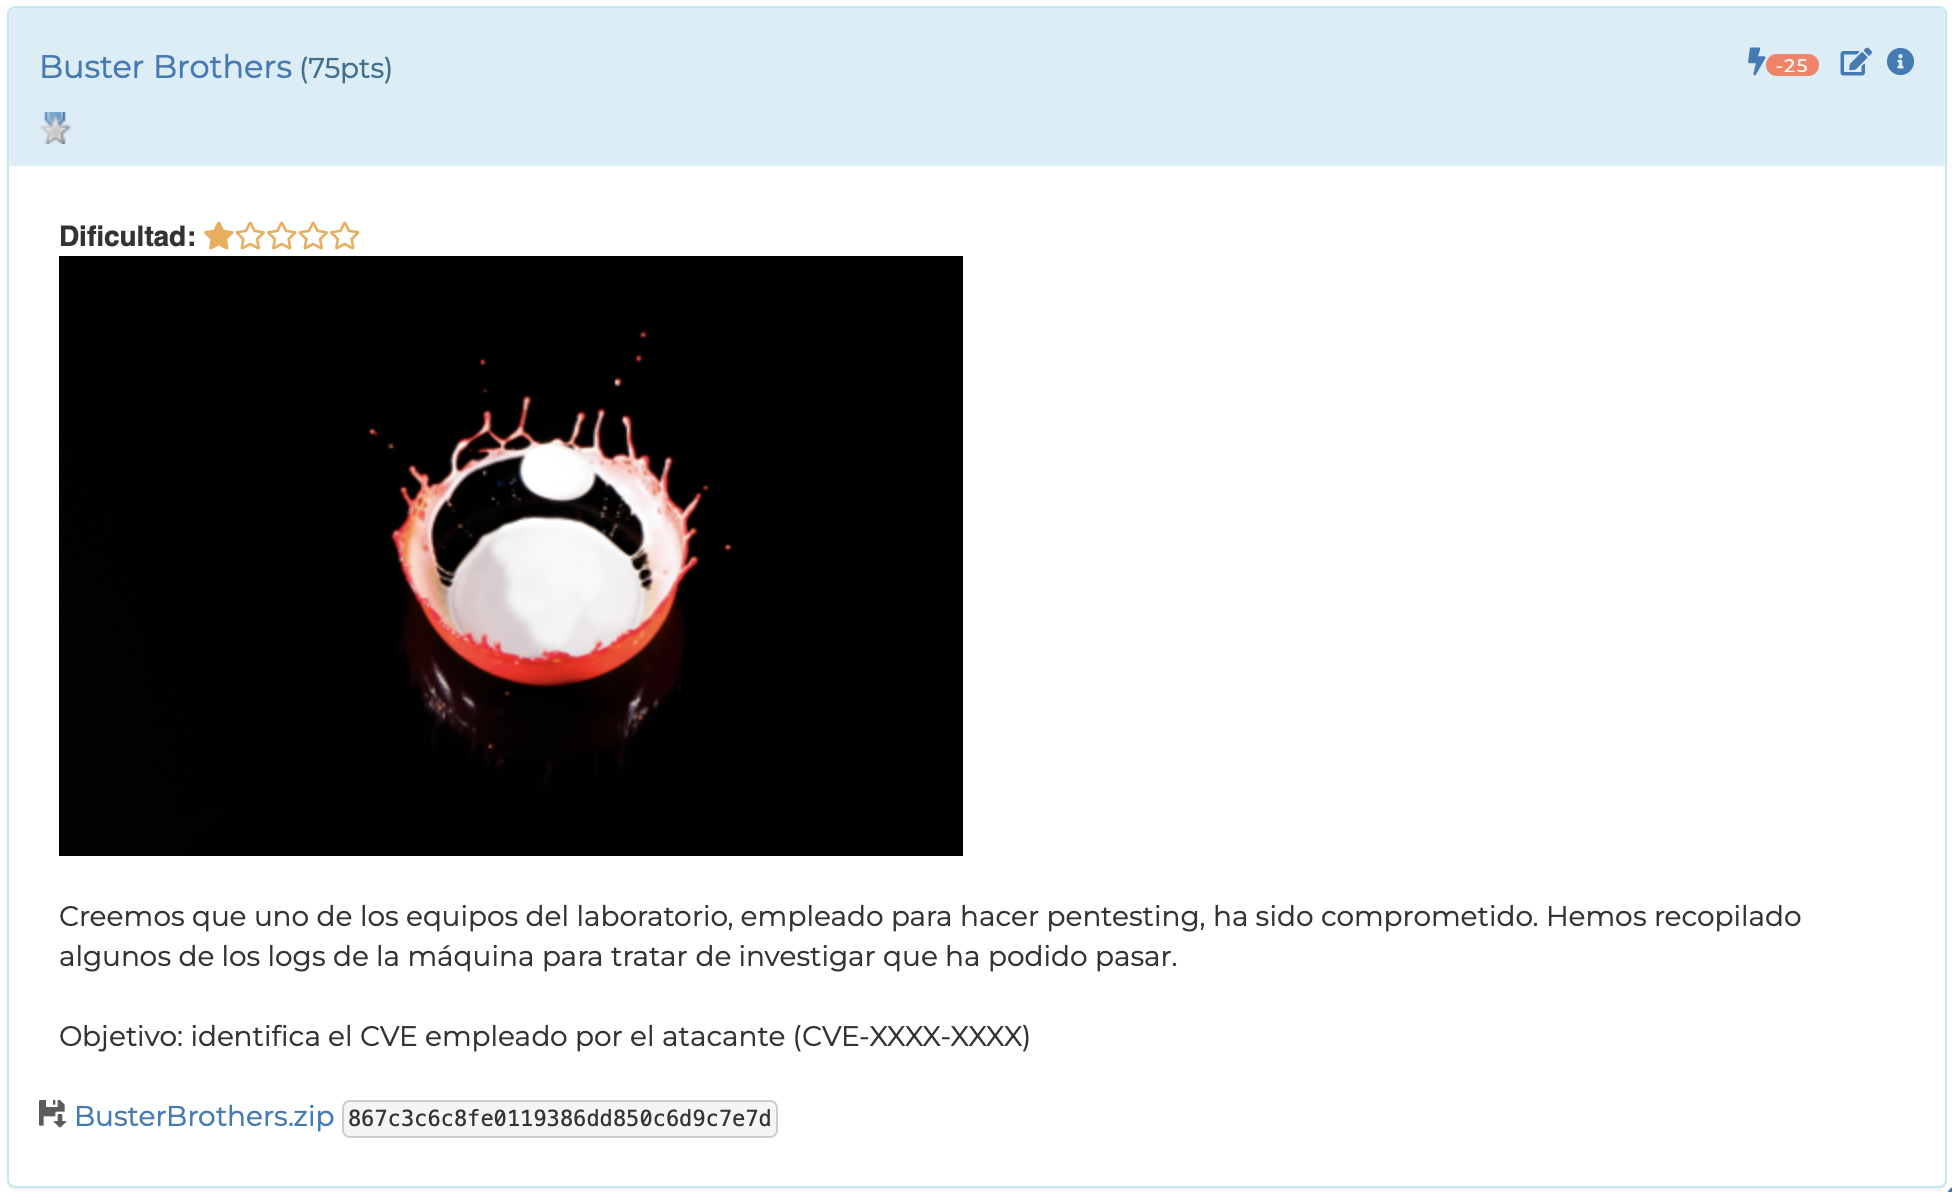 Buster Brothers (75pts)
-25
Dificultad:
Creemos que uno de los equipos del laboratorio, empleado para hacer pentesting, ha sido comprometido. Hemos recopilado
algunos de los logs de la máquina para tratar de investigar que ha podido pasar.
Objetivo: identifica el CVE empleado por el atacante (CVE-XXXX-XXXX)
BusterBrothers.zip 867c3c6c8fe0119386dd850c6d9c7e7d